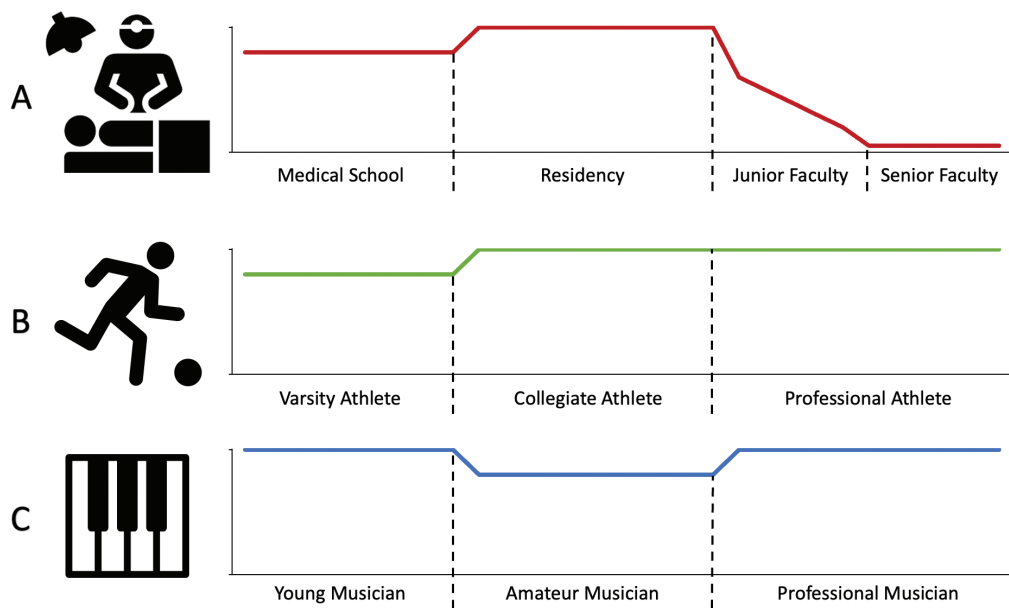 A
Medical School Residency Junior Faculty Senior Faculty
B
Varsity Athlete Collegiate Athlete Professional Athlete
C
Young Musician Amateur Musician Professional Musician